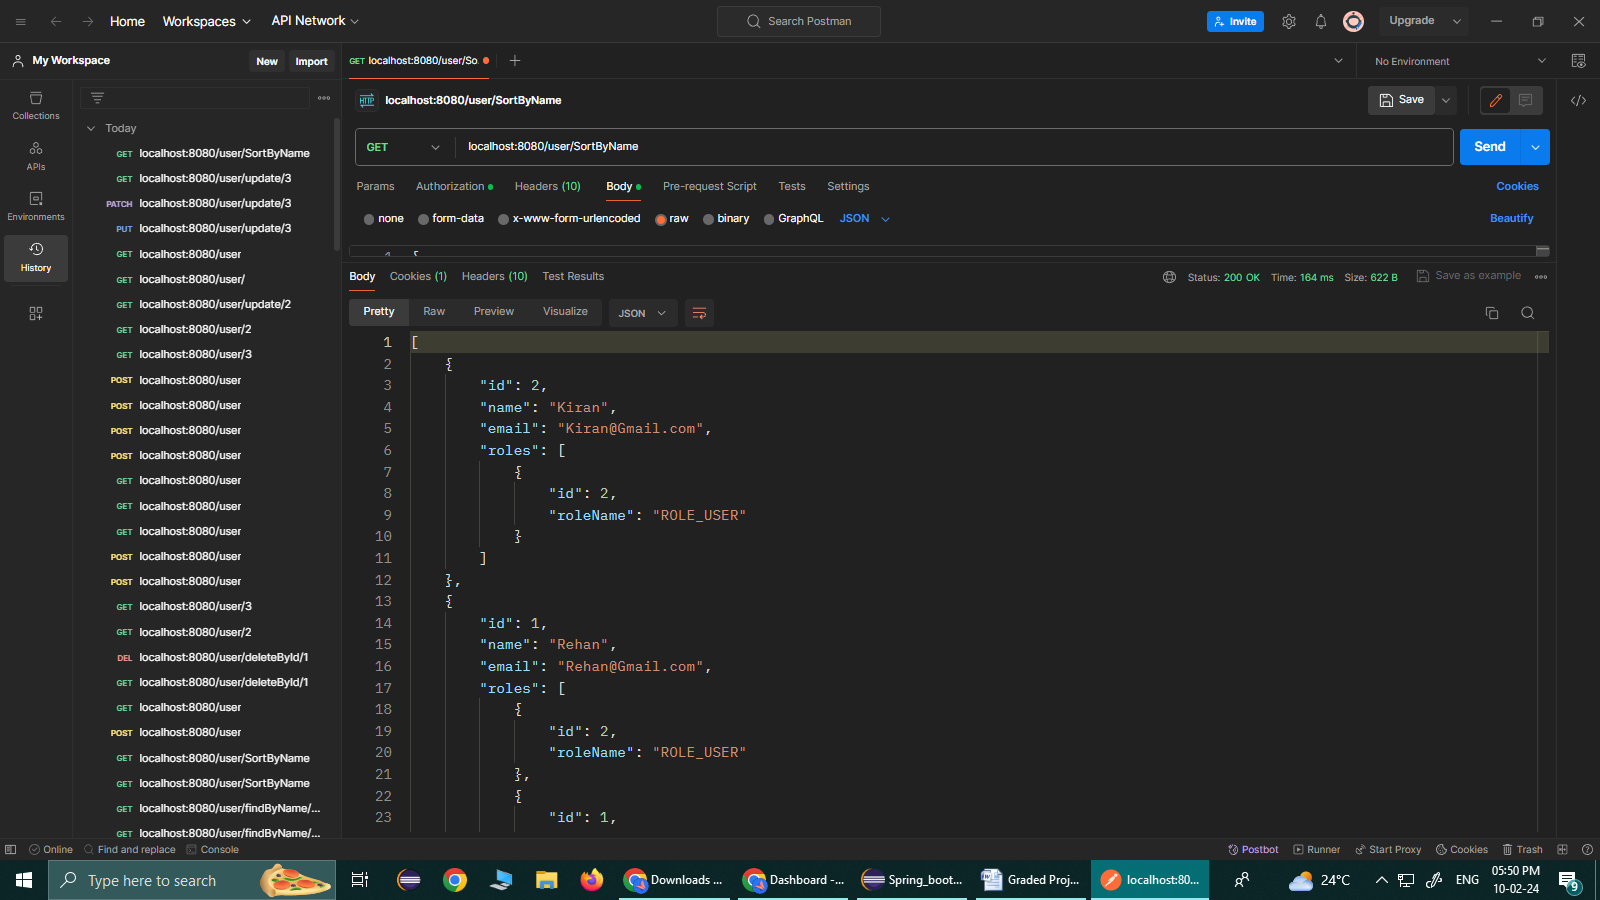 Home Workspaces API Network Search Postman Invite Upgrade
My Workspace New Import GET localhost:8080/user/So. No Environment
HTTP localhost:8080/user/SortByName Save
Collections
APIs
Environments
History
Today
GET localhost:8080/user/SortByName
GET localhost:8080/user/update/3
PATCH localhost:8080/user/update/3
PUT localhost:8080/user/update/3
GET localhost:8080/user
GET localhost:8080/user/
GET localhost:8080/user/update/2
GET localhost:8080/user/2
GET localhost:8080/user/3
POST localhost:8080/user
POST localhost:8080/user
POST localhost:8080/user
POST localhost:8080/user
GET localhost:8080/user
GET localhost:8080/user
GET localhost:8080/user
POST localhost:8080/user
POST localhost:8080/user
GET localhost:8080/user/3
GET localhost:8080/user/2
DEL localhost:8080/user/deleteById/1
GET localhost:8080/user/deleteById/1
GET localhost:8080/user
POST localhost:8080/user
GET localhost:8080/user/SortByName
GET localhost:8080/user/SortByName
GET localhost:8080/user/findByName/...
GET localhost:8080/user/findByName/...
GET localhost:8080/user/SortByName Send
Params Authorization Headers (10) Body Pre-request Script Tests Settings Cookies
none form-data x-www-form-urlencoded raw binary GraphQL JSON Beautify
Body Cookies (1) Headers (10) Test Results Status: 200 OK Time: 164 ms Size: 622 B Save as example
Pretty Raw Preview Visualize JSON
1 [
2 {
3 "id": 2,
4 "name": "Kiran",
5 "email": "Kiran@Gmail.com",
6 "roles": [
7 {
8 "id": 2,
9 "roleName": "ROLE_USER"
10 }
11 ]
12 },
13 {
14 "id": 1,
15 "name": "Rehan",
16 "email": "Rehan@Gmail.com",
17 "roles": [
18 {
19 "id": 2,
20 "roleName": "ROLE_USER"
21 },
22 {
23 "id": 1,
Online Find and replace Console Postbot Runner Start Proxy Cookies Trash
Type here to search Downloads ... Dashboard -... Spring_boot... Graded Proj... localhost:80... 24°C ENG 05:50 PM
10-02-24 9